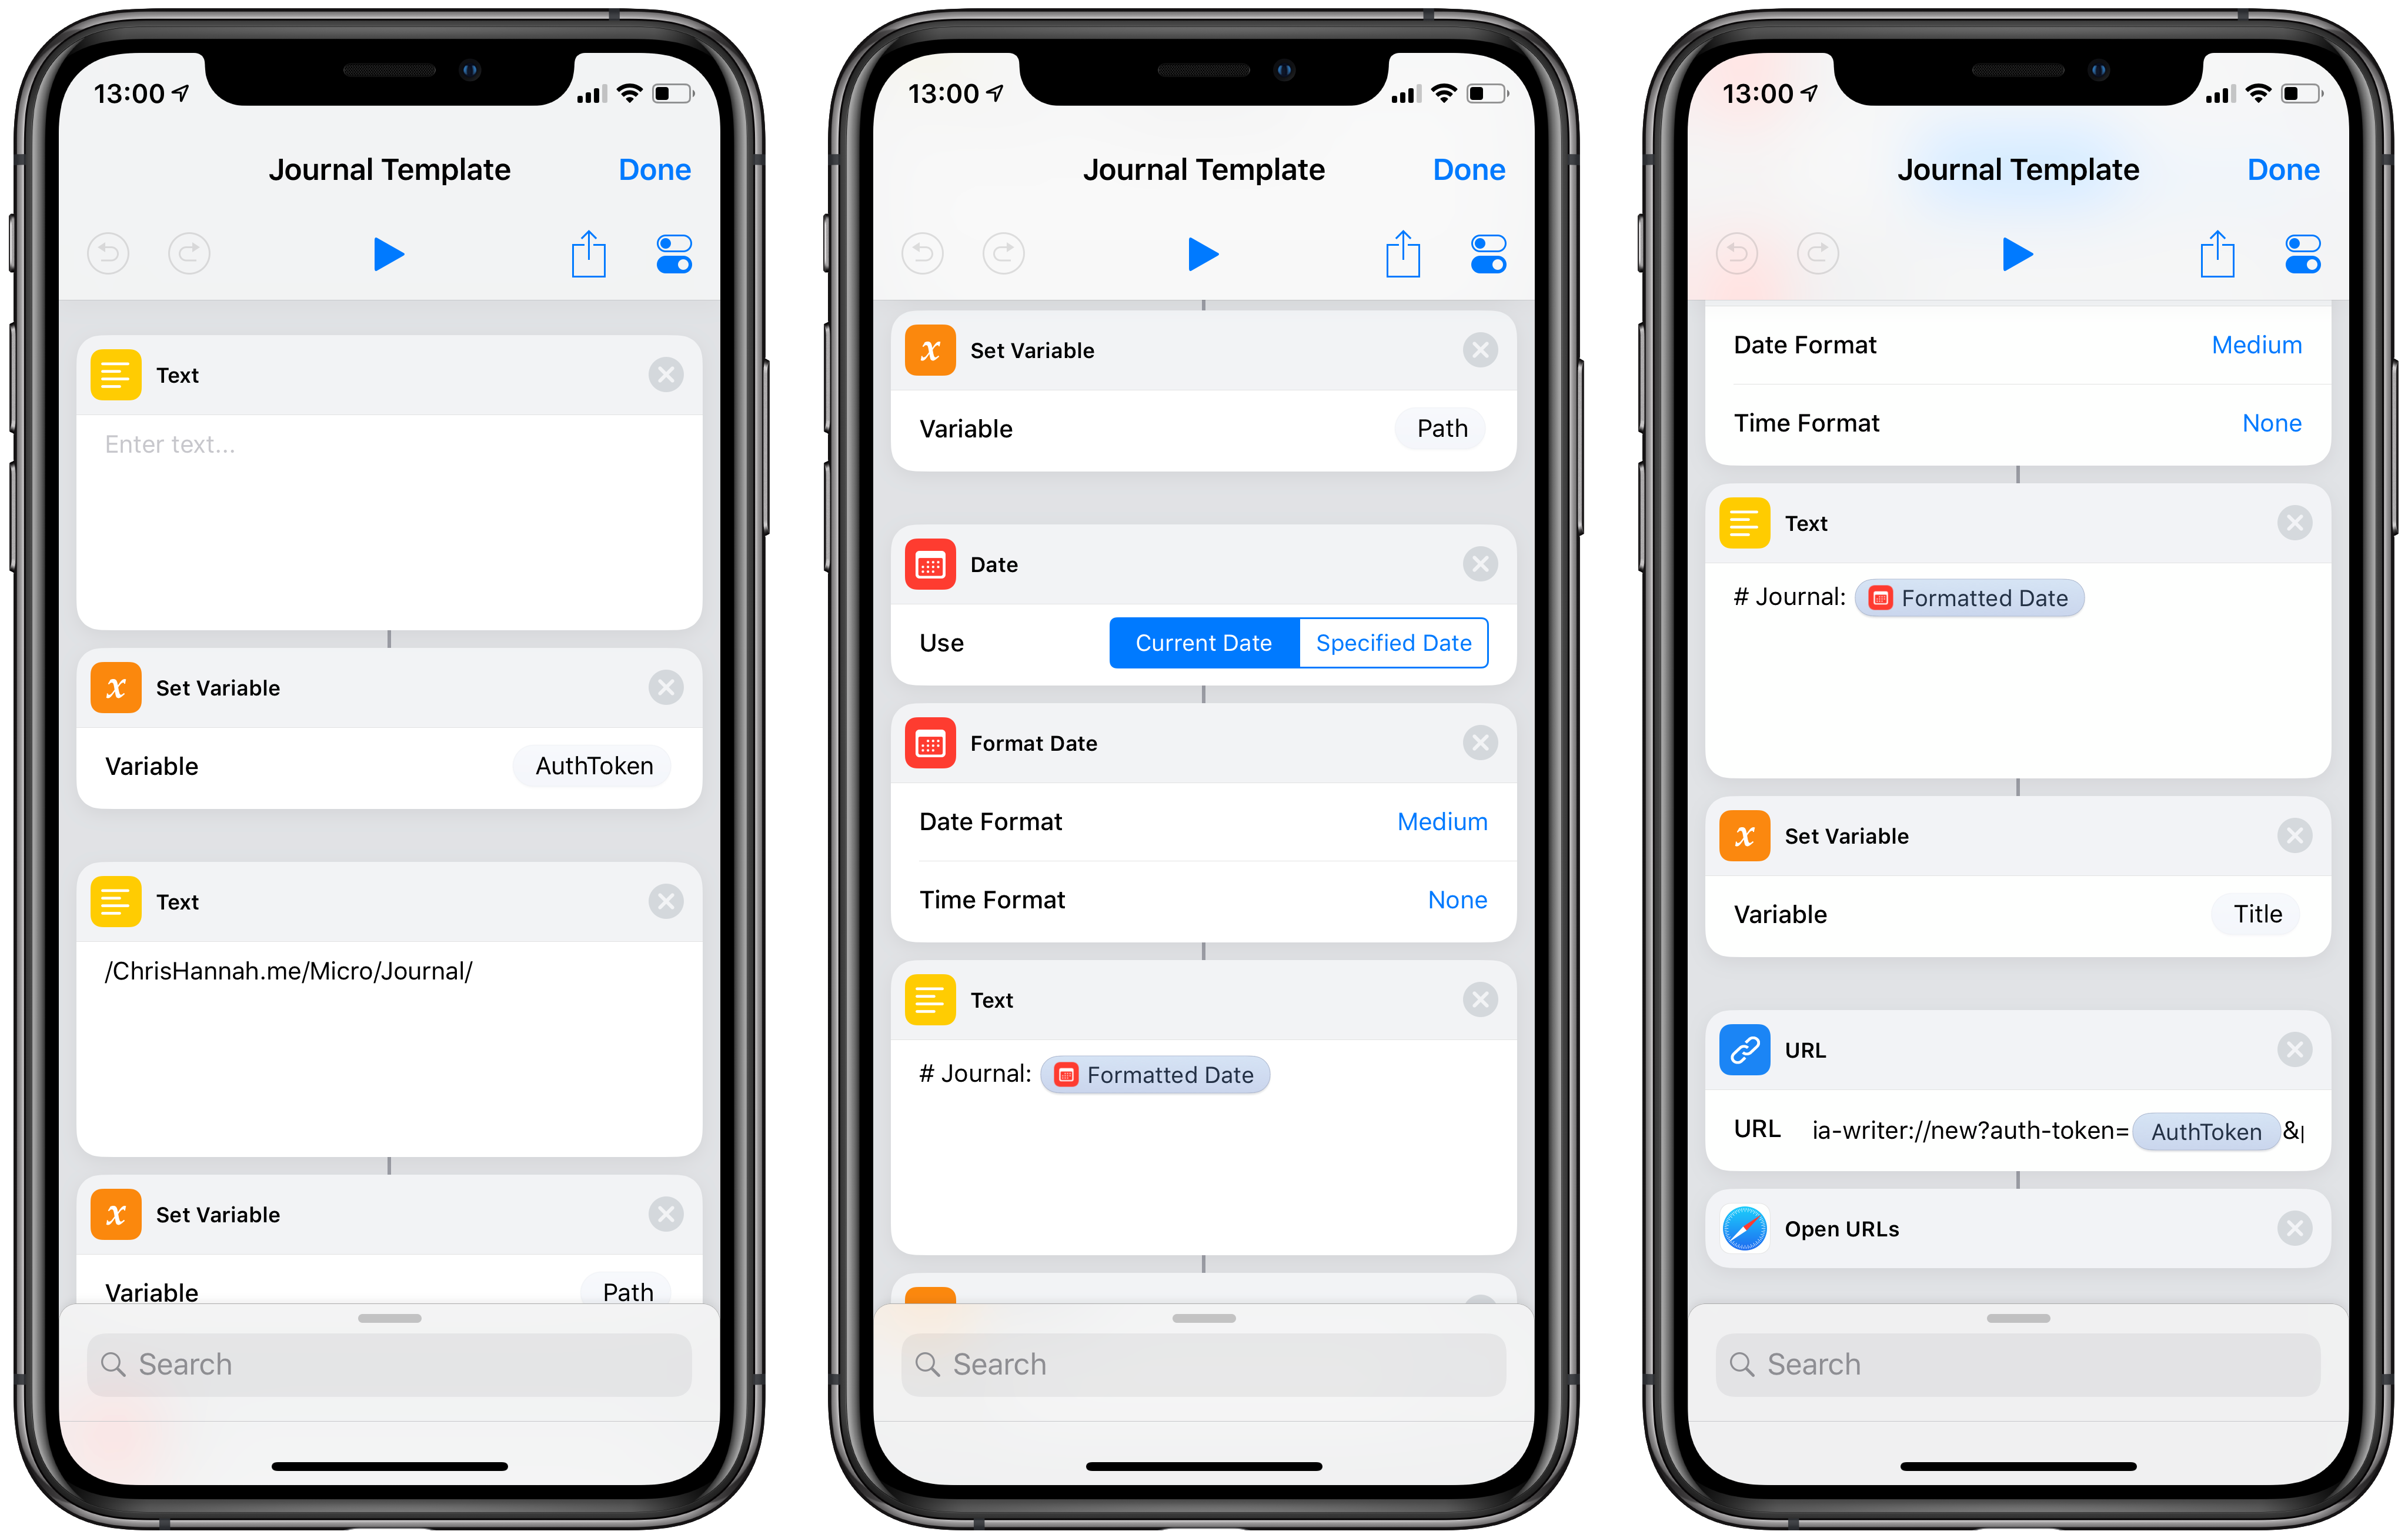 13:00
Journal Template Done
Text
Enter text...
Set Variable
Variable AuthToken
Text
/ChrisHannah.me/Micro/Journal/
Set Variable
Variable Path
Search
13:00
Journal Template Done
Set Variable
Variable Path
Date
Use Current Date Specified Date
Format Date
Date Format Medium
Time Format None
Text
# Journal: Formatted Date
Search
13:00
Journal Template Done
Date Format Medium
Time Format None
Text
# Journal: Formatted Date
Set Variable
Variable Title
URL
URL ia-writer://new?auth-token= AuthToken &
Open URLs
Search